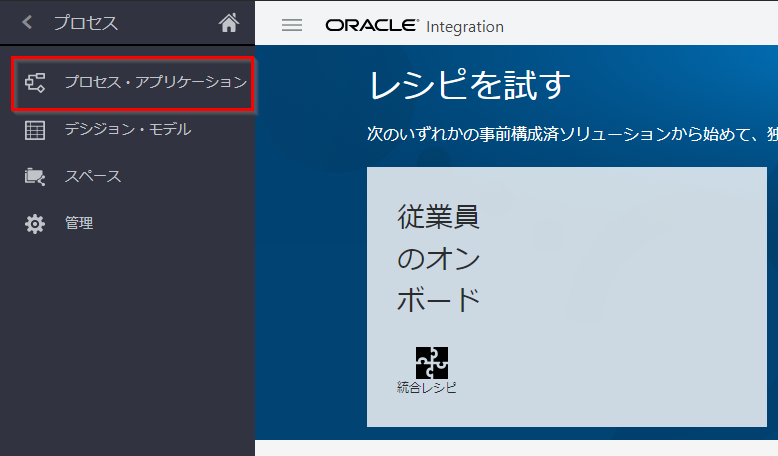 プロセス
プロセス・アプリケーション
デシジョン・モデル
スペース
管理
ORACLE Integration
レシピを試す
次のいずれかの事前構成済ソリューションから始めて、独
従業員
のオン
ボード
統合レシピ